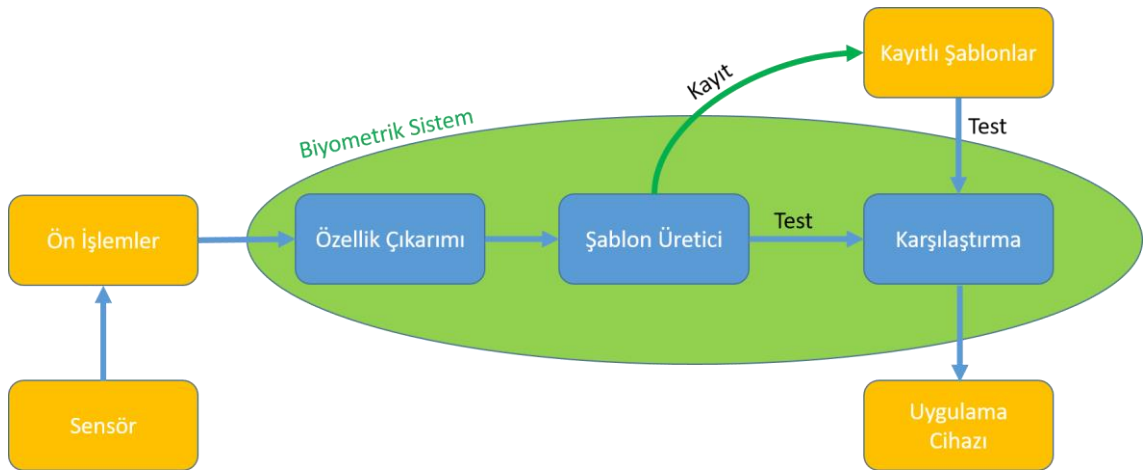 Kayıtlı Şablonlar
Kayıt
Test
Biyometrik Sistem
Ön İşlemler
Özellik Çıkarımı
Şablon Üretici
Test
Karşılaştırma
Sensör
Uygulama
Cihazı